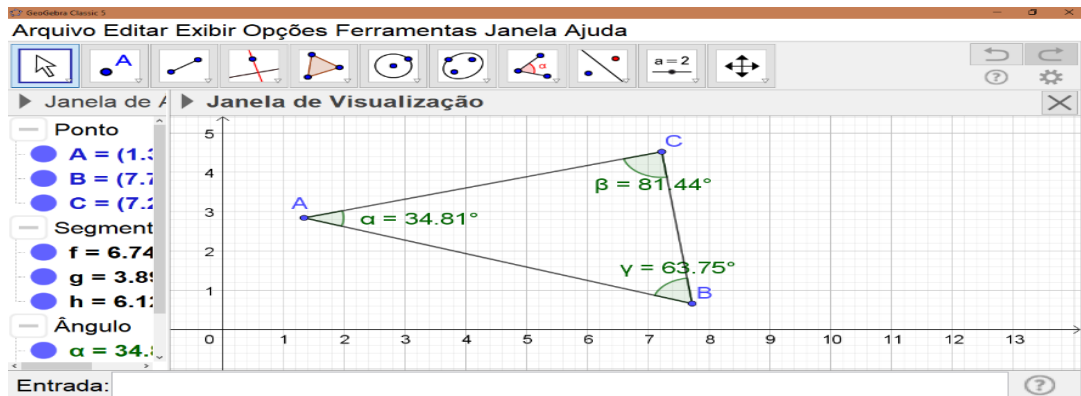 GeoGebra Classic 5
Arquivo Editar Exibir Opções Ferramentas Janela Ajuda
A
α
a = 2
Janela de
Janela de Visualização
Ponto
A = (1.3
B = (7.7
C = (7.2
Segment
f = 6.74
g = 3.89
h = 6.12
Ângulo
α = 34.8
5
4
3
2
1
0 1 2 3 4 5 6 7 8 9 10 11 12 13
C
β = 81.44°
A
α = 34.81°
γ = 63.75°
B
Entrada: